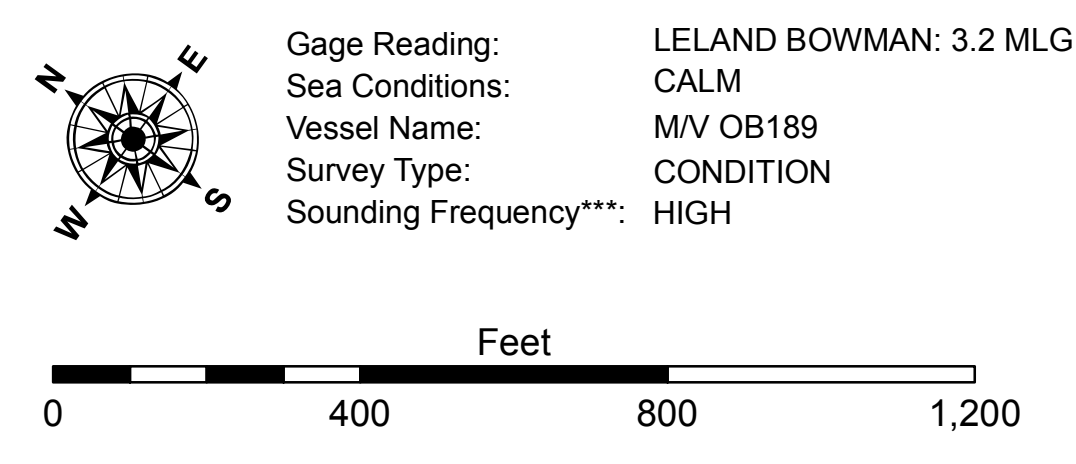 N E
W S
Gage Reading: LELAND BOWMAN: 3.2 MLG
Sea Conditions: CALM
Vessel Name: M/V OB189
Survey Type: CONDITION
Sounding Frequency***: HIGH
Feet
0 400 800 1,200